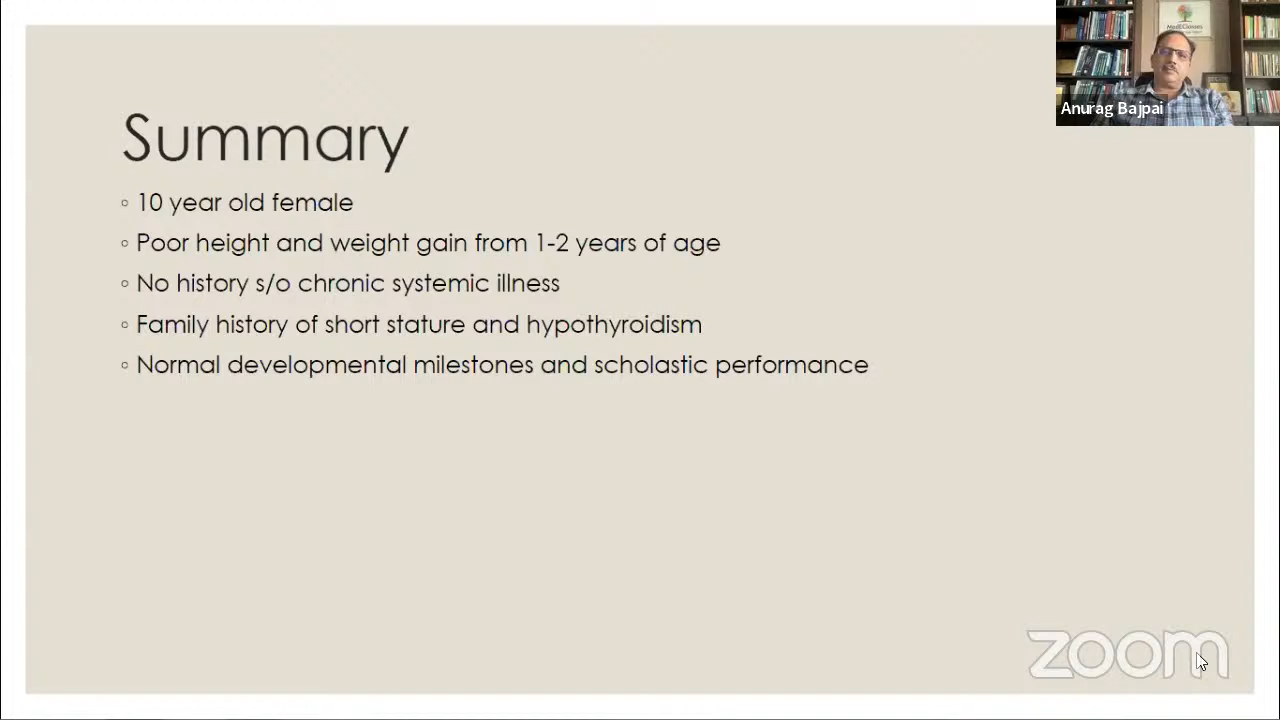 Summary
◦ 10 year old female
◦ Poor height and weight gain from 1-2 years of age
◦ No history s/o chronic systemic illness
◦ Family history of short stature and hypothyroidism
◦ Normal developmental milestones and scholastic performance
Anurag Bajpai
zoom